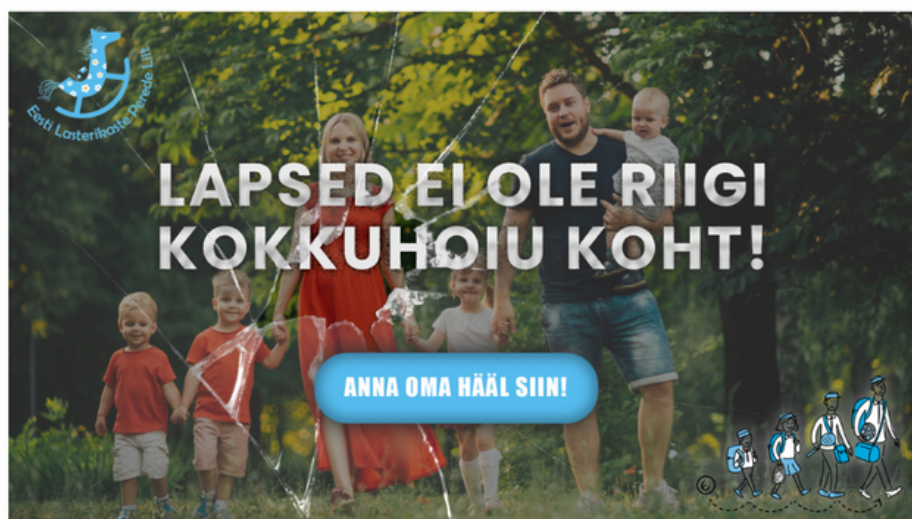 Eesti Lasterikaste Perede Liit
LAPSED EI OLE RIIGI
KOKKUHOIU KOHT!
ANNA OMA HÄÄL SIIN!
€